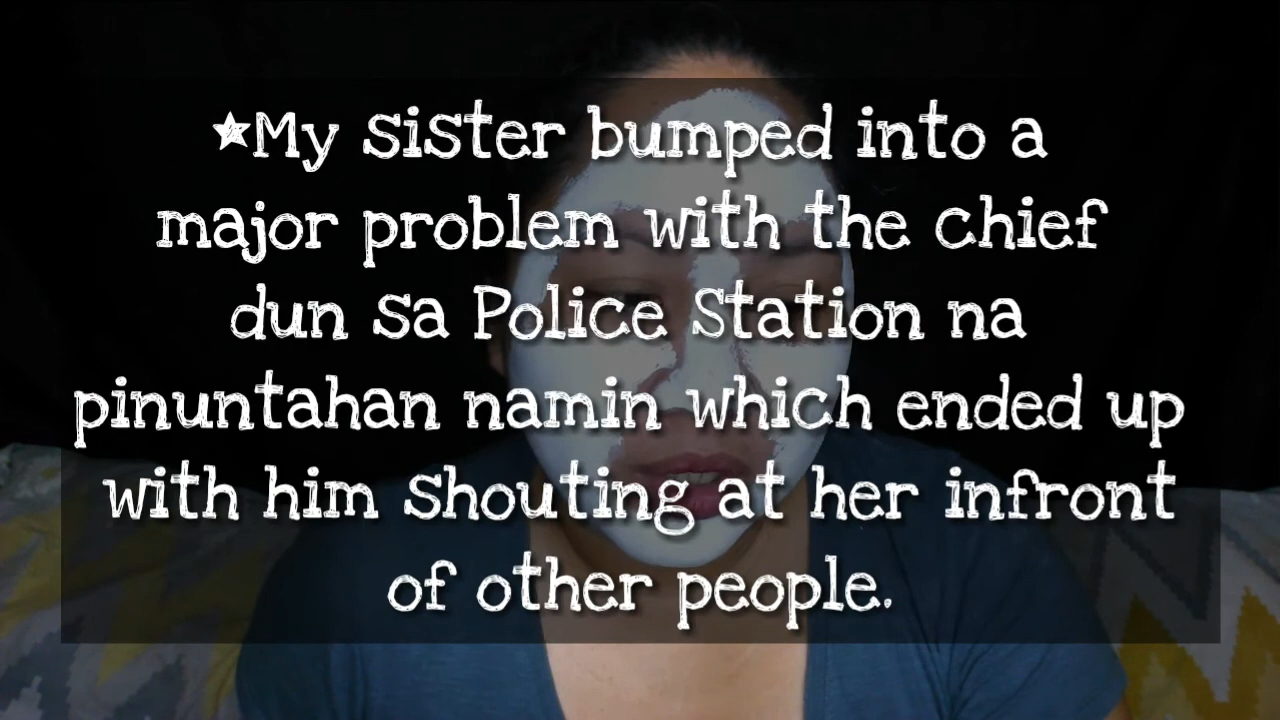 ★My sister bumped into a
major problem with the chief
dun sa Police Station na
pinuntahan namin which ended up
with him shouting at her infront
of other people.